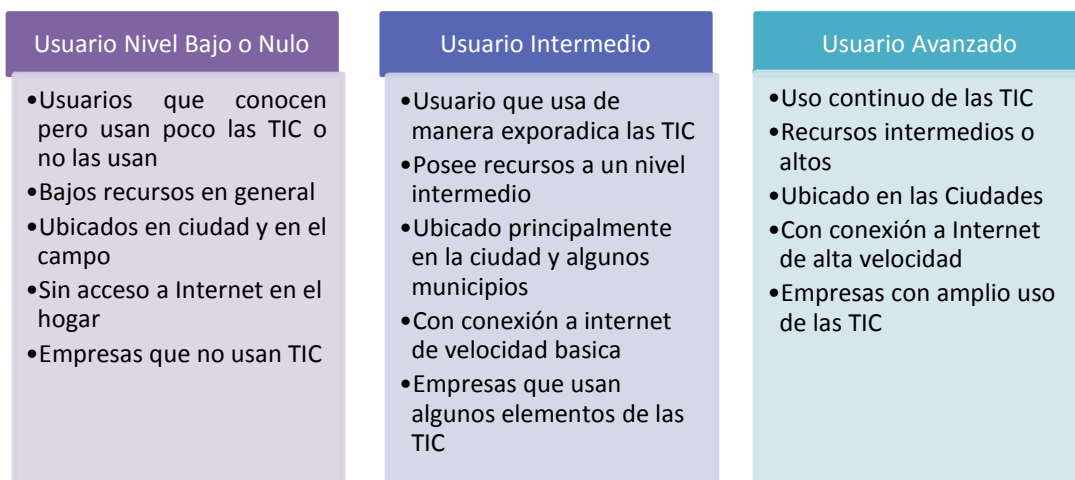 Usuario Nivel Bajo o Nulo
•Usuarios que conocen
pero usan poco las TIC o
no las usan
•Bajos recursos en general
•Ubicados en ciudad y en el
campo
•Sin acceso a Internet en el
hogar
•Empresas que no usan TIC
Usuario Intermedio
•Usuario que usa de
manera exporadica las TIC
•Posee recursos a un nivel
intermedio
•Ubicado principalmente
en la ciudad y algunos
municipios
•Con conexión a internet
de velocidad basica
•Empresas que usan
algunos elementos de las
TIC
Usuario Avanzado
•Uso continuo de las TIC
•Recursos intermedios o
altos
•Ubicado en las Ciudades
•Con conexión a Internet
de alta velocidad
•Empresas con amplio uso
de las TIC